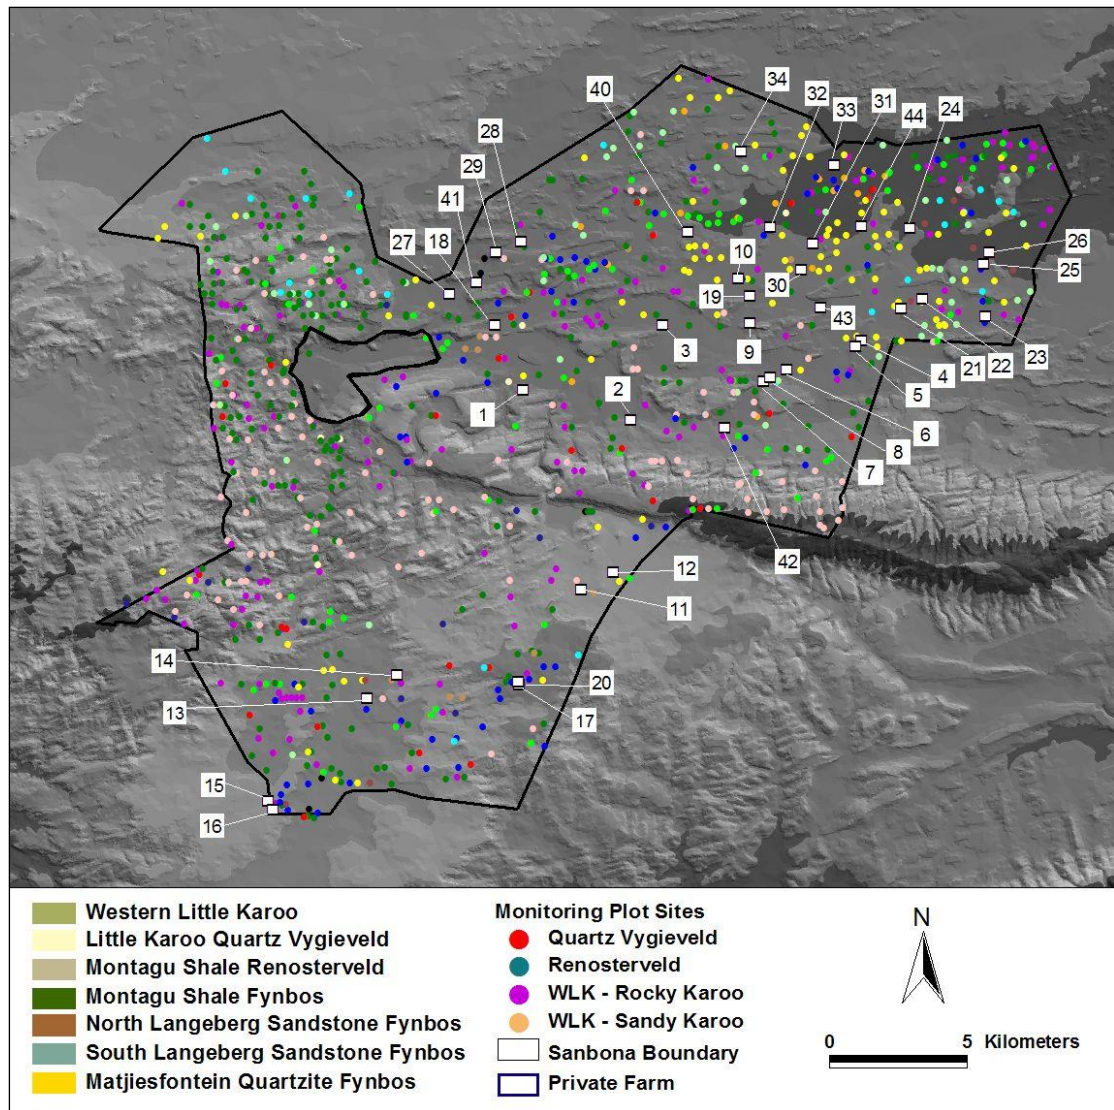 34
32
33
31
44
24
40
28
29
41
18
27
26
10
25
30
19
43
3
9
4
22
23
21
5
2
1
6
8
7
42
12
11
14
20
13
17
15
16
Western Little Karoo
Little Karoo Quartz Vygieveld
Montagu Shale Renosterveld
Montagu Shale Fynbos
North Langeberg Sandstone Fynbos
South Langeberg Sandstone Fynbos
Matjiesfontein Quartzite Fynbos
Monitoring Plot Sites
Quartz Vygieveld
Renosterveld
WLK - Rocky Karoo
WLK - Sandy Karoo
Sanbona Boundary
Private Farm
N
0 5 Kilometers